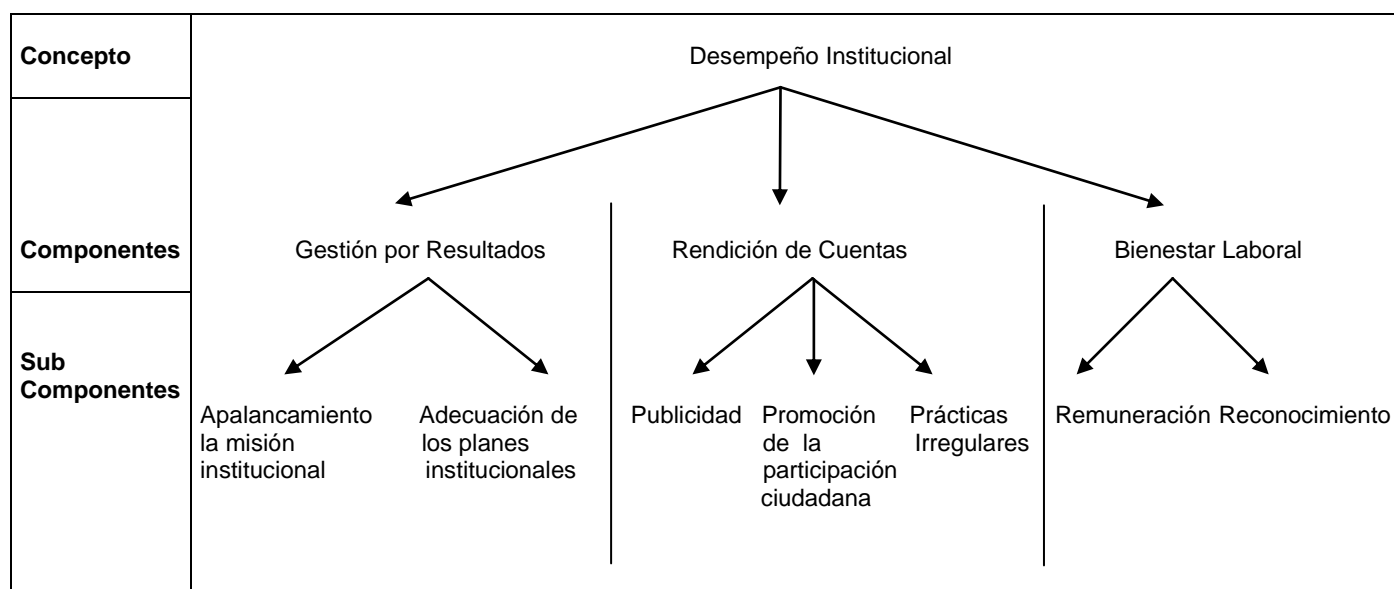 Concepto
Desempeño Institucional
Componentes
Gestión por Resultados
Rendición de Cuentas
Bienestar Laboral
Sub
Componentes
Apalancamiento
la misión
institucional
Adecuación de
los planes
institucionales
Publicidad
Promoción
de la
participación
ciudadana
Prácticas
Irregulares
Remuneración
Reconocimiento